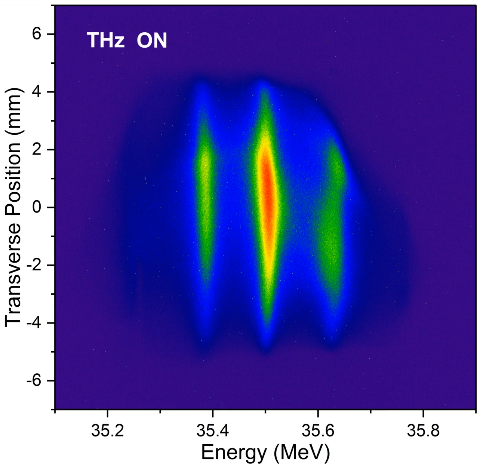 THz ON
Transverse Position (mm)
6
4
2
0
-2
-4
-6
35.2 35.4 35.6 35.8
Energy (MeV)